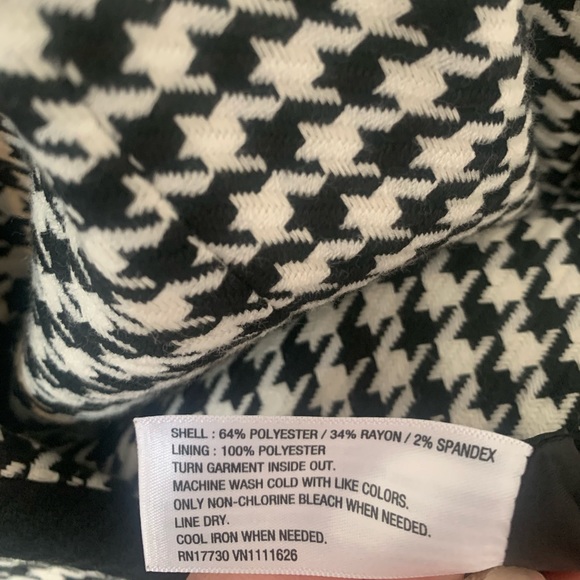 SHELL : 64% POLYESTER / 34% RAYON / 2% SPANDEX
LINING : 100% POLYESTER
TURN GARMENT INSIDE OUT.
MACHINE WASH COLD WITH LIKE COLORS.
ONLY NON-CHLORINE BLEACH WHEN NEEDED.
LINE DRY.
COOL IRON WHEN NEEDED.
RN17730 VN1111626